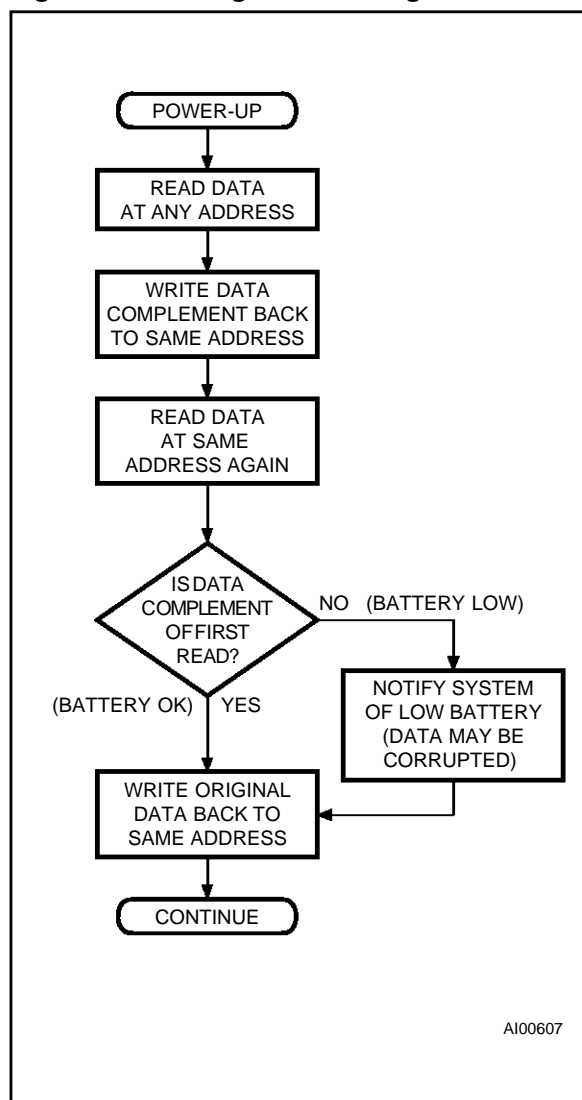 POWER-UP
READ DATA
AT ANY ADDRESS
WRITE DATA
COMPLEMENT BACK
TO SAME ADDRESS
READ DATA
AT SAME
ADDRESS AGAIN
IS DATA
COMPLEMENT
OF FIRST
READ?
NO (BATTERY LOW)
NOTIFY SYSTEM
OF LOW BATTERY
(DATA MAY BE
CORRUPTED)
(BATTERY OK) YES
WRITE ORIGINAL
DATA BACK TO
SAME ADDRESS
CONTINUE
AI00607